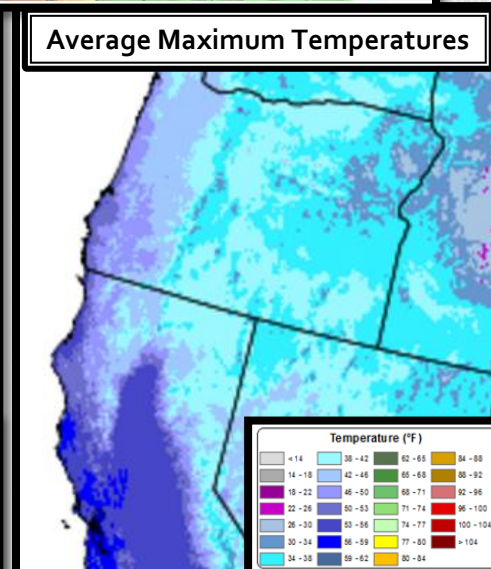 Average Maximum Temperatures
Temperature (°F)
< 14 38 - 42 62 - 65 84 - 88
14 - 18 42 - 46 65 - 68 88 - 92
18 - 22 46 - 50 68 - 71 92 - 96
22 - 26 50 - 53 71 - 74 96 - 100
26 - 30 53 - 56 74 - 77 100 - 104
30 - 34 56 - 59 77 - 80 > 104
34 - 38 59 - 62 80 - 84